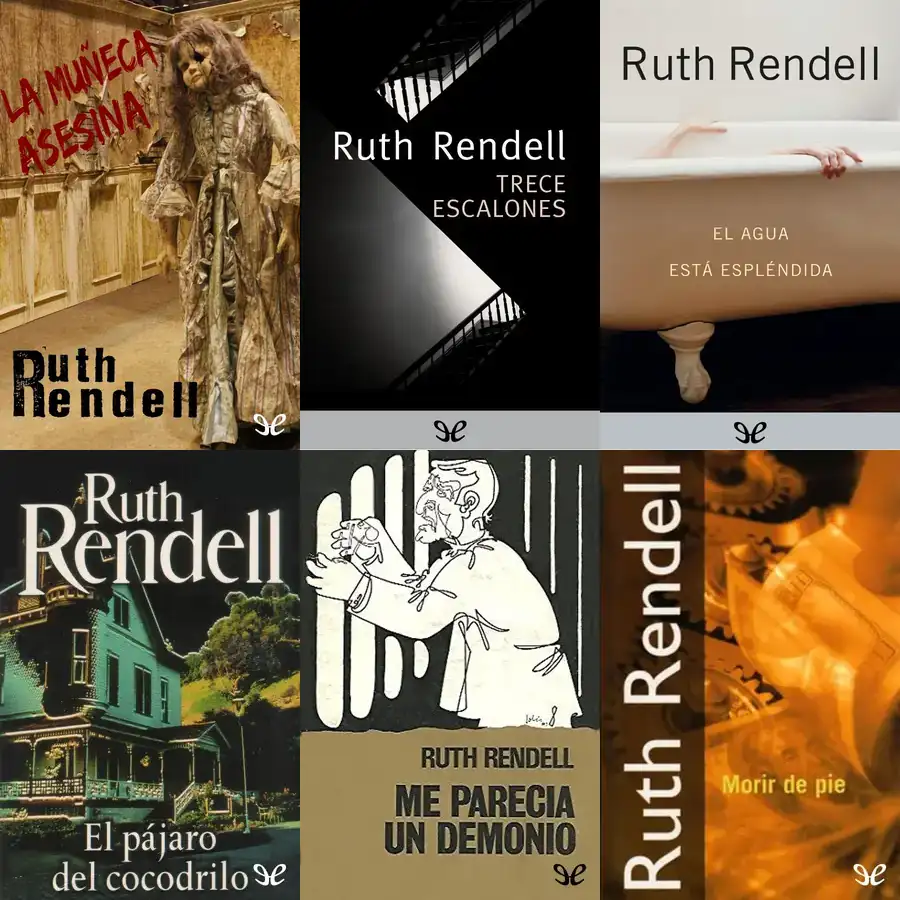 LA MUÑECA
ASESINA
Ruth
Rendell
Ruth Rendell
TRECE
ESCALONES
Ruth Rendell
EL AGUA
ESTÁ ESPLÉNDIDA
Ruth
Rendell
El pájaro
del cocodrilo
RUTH RENDELL
ME PARECIA
UN DEMONIO
Ruth Rendell
Morir de pie